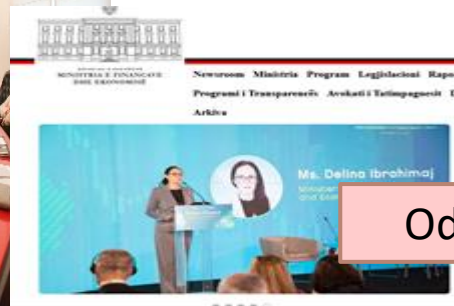 MINISTRIA E FINANCAVE
DHE EKONOMISË
Newsroom Ministria Program Legjislacioni Rapo
Programi i Transparencës Avokati i Tatimpaguesit
Arkiva
Ms. Delina Ibrahimaj
Od